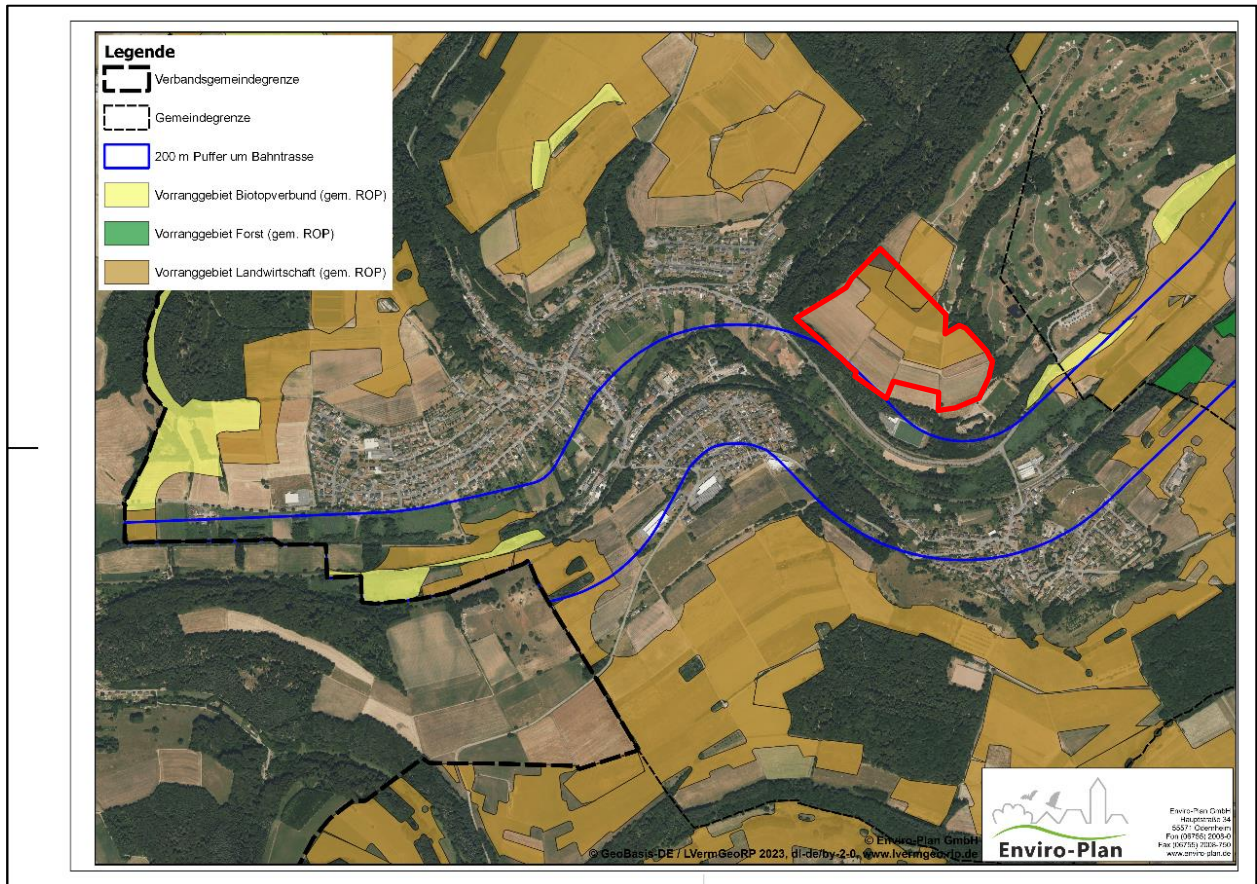 Legende
Verbandsgemeindegrenze
Gemeindegrenze
200 m Puffer um Bahntrasse
Vorranggebiet Biotopverbund (gem. ROP)
Vorranggebiet Forst (gem. ROP)
Vorranggebiet Landwirtschaft (gem. ROP)
© Enviro-Plan GmbH
© GeoBasis-DE / LVermGeoRP 2023, dl-de/by-2-0, www.lvermgeo.rlp.de
Enviro-Plan
Enviro-Plan GmbH
Hauptstraße 34
55571 Odernheim
Fon (06755) 2008-0
Fax (06755) 2008-750
www.enviro-plan.de